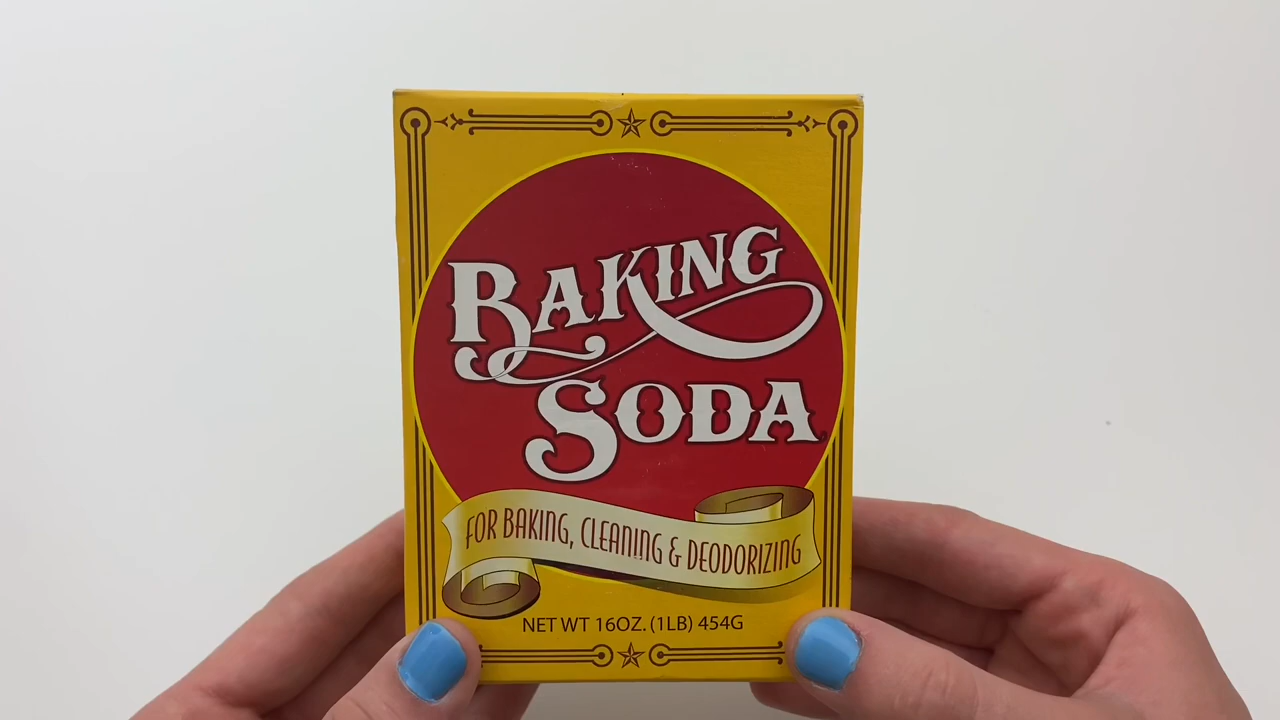 BAKING
SODA
FOR BAKING, CLEANING & DEODORIZING
NET WT 16OZ. (1LB) 454G